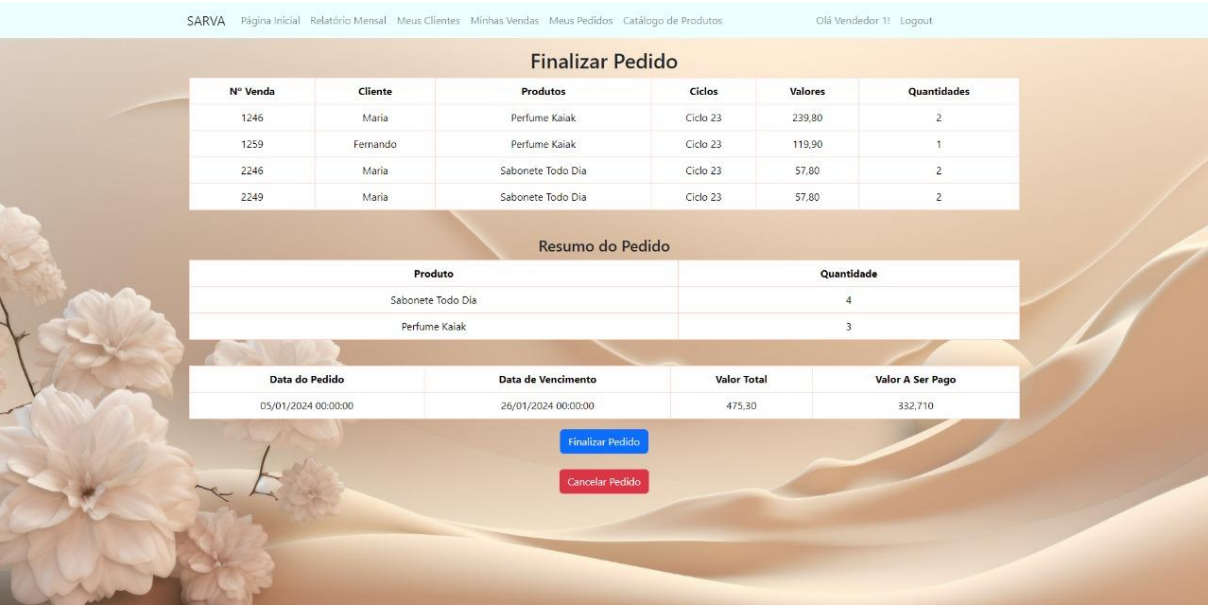 SARVA Página Inicial Relatório Mensal Meus Clientes Minhas Vendas Meus Pedidos Catálogo de Produtos Olá Vendedor 1! Logout
Finalizar Pedido
Nº Venda Cliente Produtos Ciclos Valores Quantidades
1246 Maria Perfume Kaiak Ciclo 23 239,80 2
1259 Fernando Perfume Kaiak Ciclo 23 119,90 1
2246 Maria Sabonete Todo Dia Ciclo 23 57,80 2
2249 Maria Sabonete Todo Dia Ciclo 23 57,80 2
Resumo do Pedido
Produto Quantidade
Sabonete Todo Dia 4
Perfume Kaiak 3
Data do Pedido Data de Vencimento Valor Total Valor A Ser Pago
05/01/2024 00:00:00 26/01/2024 00:00:00 475,30 332,710
Finalizar Pedido
Cancelar Pedido